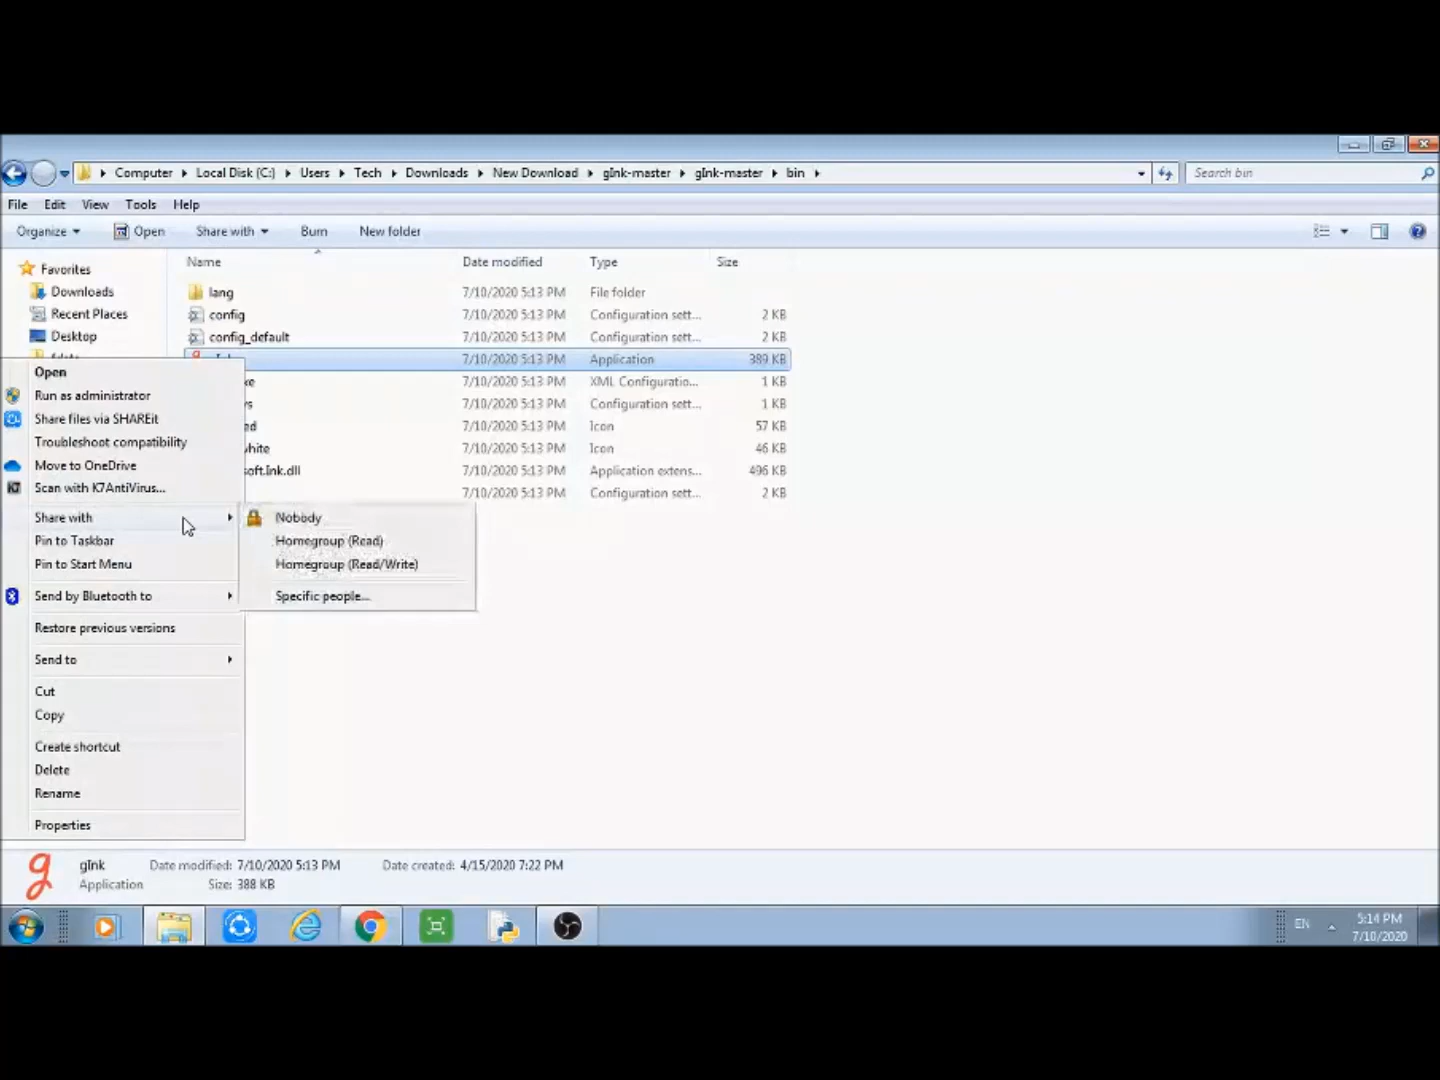 Computer Local Disk (C:) Users Tech Downloads New Download gInk-master gInk-master bin Search bin
File Edit View Tools Help
Organize Open Share with Burn New folder
Name Date modified Type Size
Favorites
Downloads
Recent Places
Desktop
lang 7/10/2020 5:13 PM File folder
config 7/10/2020 5:13 PM Configuration sett... 2 KB
config_default 7/10/2020 5:13 PM Configuration sett... 2 KB
7/10/2020 5:13 PM Application 389 KB
7/10/2020 5:13 PM XML Configuratio... 1 KB
7/10/2020 5:13 PM Configuration sett... 1 KB
7/10/2020 5:13 PM Icon 57 KB
7/10/2020 5:13 PM Icon 46 KB
soft.Ink.dll 7/10/2020 5:13 PM Application extens... 496 KB
7/10/2020 5:13 PM Configuration sett... 2 KB
Open
Run as administrator
Share files via SHAREit
Troubleshoot compatibility
Move to OneDrive
Scan with K7AntiVirus...
Share with
Pin to Taskbar
Pin to Start Menu
Send by Bluetooth to
Restore previous versions
Send to
Cut
Copy
Create shortcut
Delete
Rename
Properties
Nobody
Homegroup (Read)
Homegroup (Read/Write)
Specific people...
gInk Date modified: 7/10/2020 5:13 PM Date created: 4/15/2020 7:22 PM
Application Size: 388 KB
EN 5:14 PM
7/10/2020